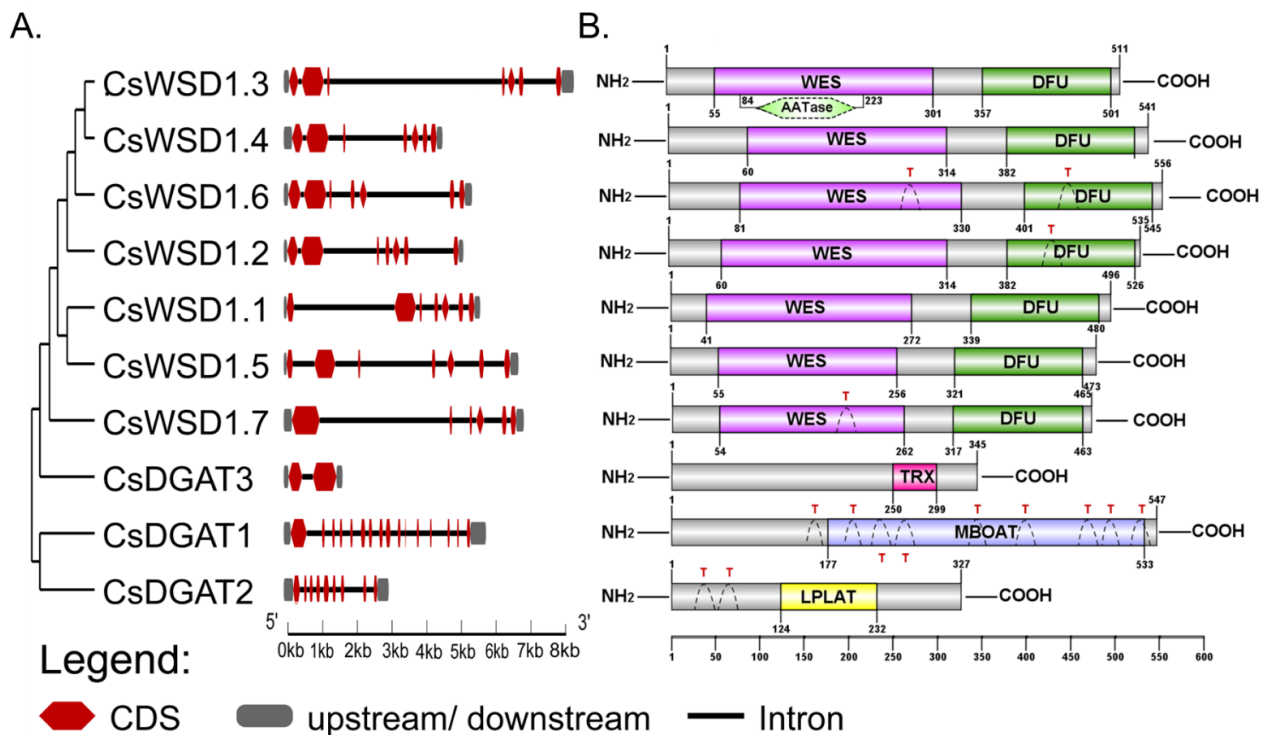 A.
B.
CsWSD1.3
CsWSD1.4
CsWSD1.6
CsWSD1.2
CsWSD1.1
CsWSD1.5
CsWSD1.7
CsDGAT3
CsDGAT1
CsDGAT2
5' 3'
0kb 1kb 2kb 3kb 4kb 5kb 6kb 7kb 8kb
Legend:
CDS upstream/ downstream Intron
1 511
NH2 WES DFU COOH
55 84 AATase 223 301 357 501
1 541
NH2 WES DFU COOH
60 314 382
1 T T 556
NH2 WES DFU COOH
81 330 401 545
1 T 535
NH2 WES DFU COOH
60 314 382 526
1 496
NH2 WES DFU COOH
41 272 339 480
1
NH2 WES DFU COOH
55 256 321 465
1 T 473
NH2 WES DFU COOH
54 262 317 463
1 345
NH2 TRX COOH
250 299
1 T T T T T T T 547
NH2 MBOAT COOH
177 T T 533
1 T T 327
NH2 LPLAT COOH
124 232
1 50 100 150 200 250 300 350 400 450 500 550 600